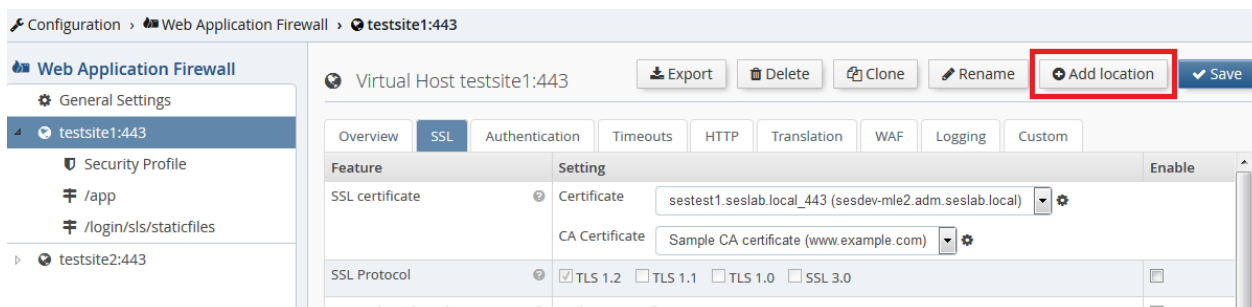 Configuration › Web Application Firewall › testsite1:443
Web Application Firewall
General Settings
testsite1:443
Security Profile
/app
/login/sls/staticfiles
testsite2:443
Virtual Host testsite1:443
Export Delete Clone Rename Add location Save
Overview SSL Authentication Timeouts HTTP Translation WAF Logging Custom
Feature Setting Enable
SSL certificate Certificate sestest1.seslab.local_443 (sesdev-mle2.adm.seslab.local)
CA Certificate Sample CA certificate (www.example.com)
SSL Protocol TLS 1.2 TLS 1.1 TLS 1.0 SSL 3.0